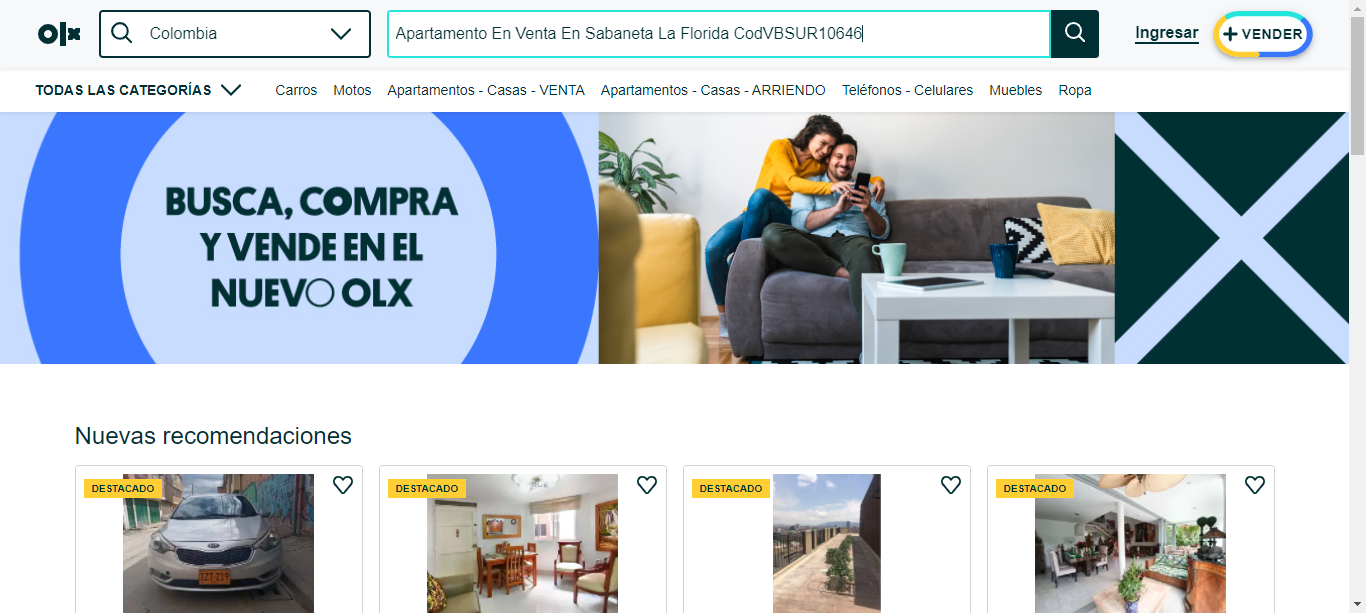 olx
Colombia
Apartamento En Venta En Sabaneta La Florida CodVBSUR10646
Ingresar
VENDER
TODAS LAS CATEGORÍAS
Carros
Motos
Apartamentos - Casas - VENTA
Apartamentos - Casas - ARRIENDO
Teléfonos - Celulares
Muebles
Ropa
BUSCA, COMPRA
Y VENDE EN EL
NUEVO OLX
Nuevas recomendaciones
DESTACADO
DESTACADO
DESTACADO
DESTACADO